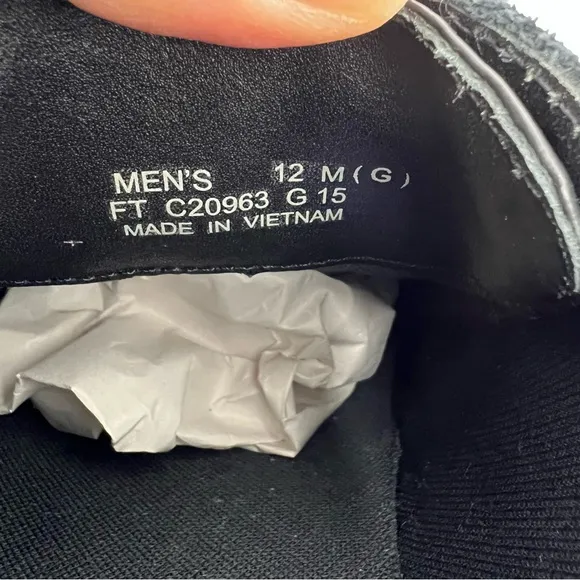 MEN'S 12 M (G)
FT C20963 G 15
MADE IN VIETNAM